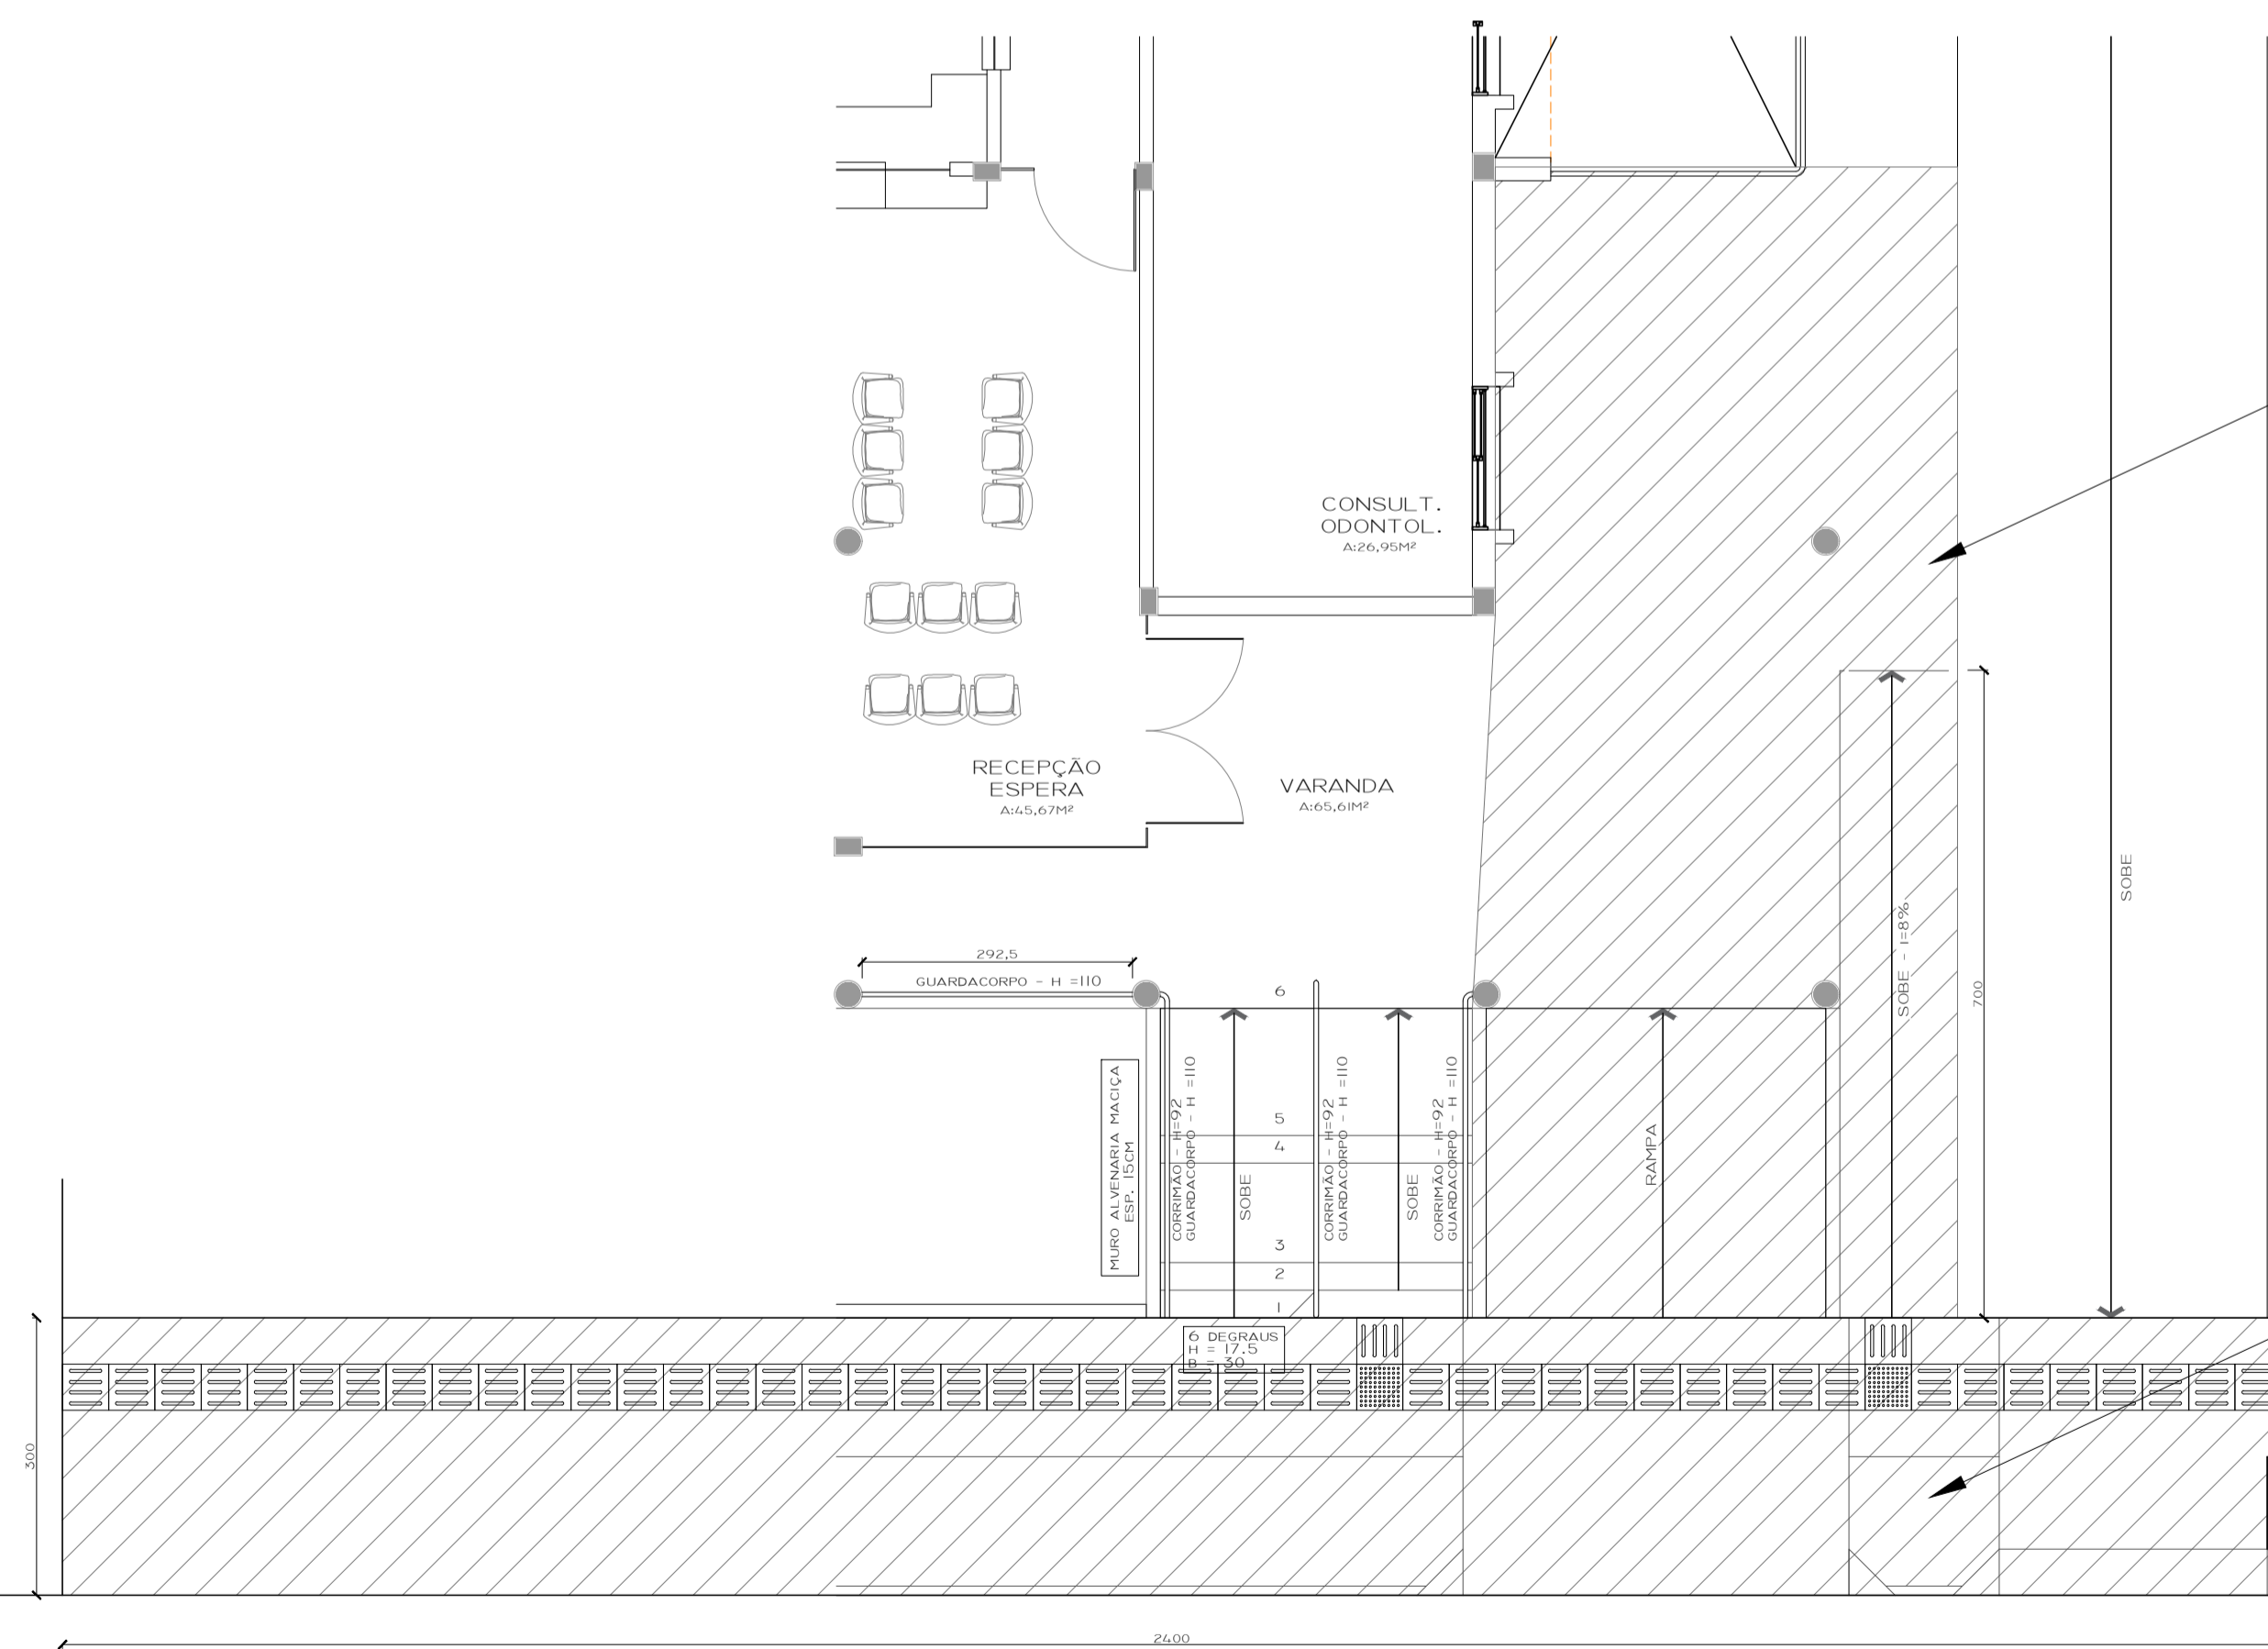 CONSULT.
ODONTOL.
A:26,95M²
RECEPÇÃO
ESPERA
A:45,67M²
VARANDA
A:65,61M²
SOBE
SOBE - I=8%
700
292,5
GUARDACORPO - H =110
6
5
4
3
2
1
MURO ALVENARIA MACIÇA
ESP. 15CM
CORRIMÃO - H=92
GUARDACORPO - H =110
SOBE
CORRIMÃO - H=92
GUARDACORPO - H =110
SOBE
CORRIMÃO - H=92
GUARDACORPO - H =110
RAMPA
6 DEGRAUS
H = 17.5
B = 30
300
2400